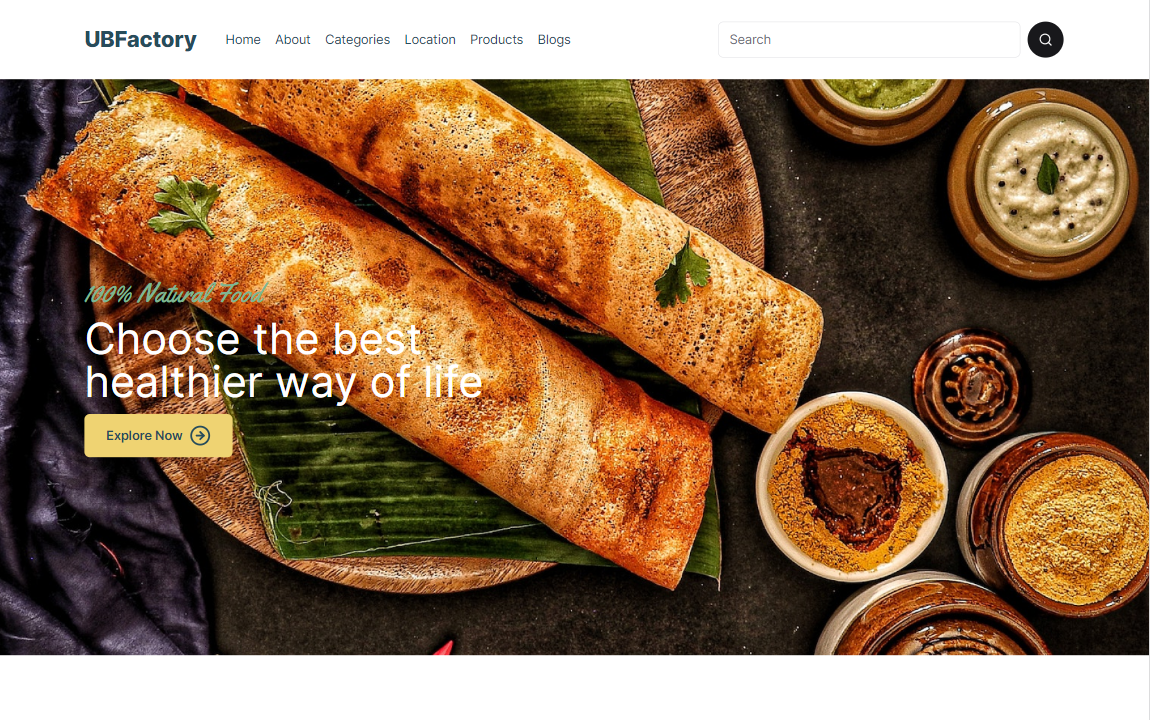 UBFactory
Home About Categories Location Products Blogs
Search
100% Natural Food
Choose the best
healthier way of life
Explore Now